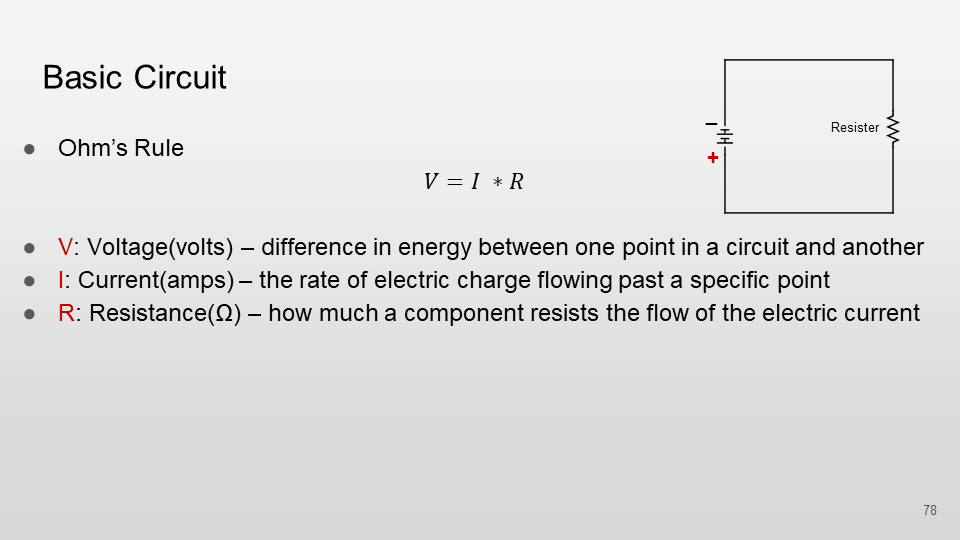 Basic Circuit
● Ohm's Rule
V = I ∗ R
● V: Voltage(volts) – difference in energy between one point in a circuit and another
● I: Current(amps) – the rate of electric charge flowing past a specific point
● R: Resistance(Ω) – how much a component resists the flow of the electric current
–
+
Resister
78